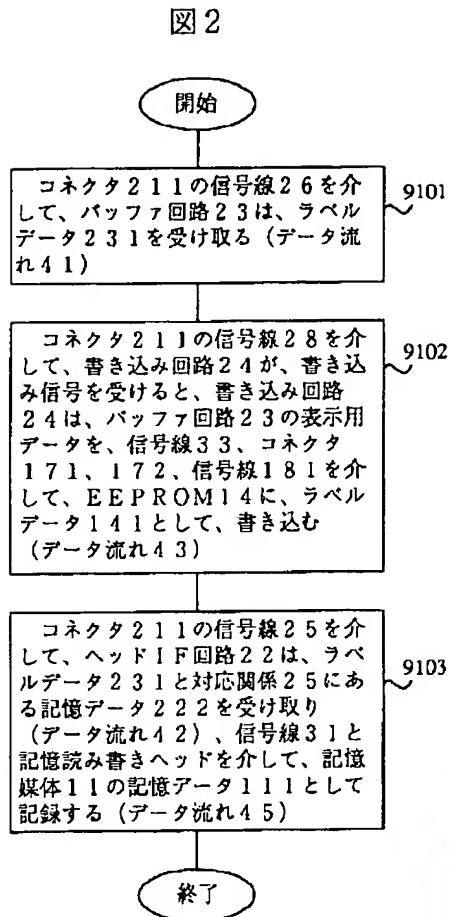 図2
開始
コネクタ211の信号線26を介
して、バッファ回路23は、ラベル
データ231を受け取る(データ流
れ41)
9101
コネクタ211の信号線28を介
して、書き込み回路24が、書き込
み信号を受けると、書き込み回路
24は、バッファ回路23の表示用
データを、信号線33、コネクタ
171、172、信号線181を介
して、EEPROM14に、ラベル
データ141として、書き込む
(データ流れ43)
9102
コネクタ211の信号線25を介
して、ヘッドIF回路22は、ラベ
ルデータ231と対応関係25にあ
る記憶データ222を受け取り
(データ流れ42)、信号線31と
記憶読み書きヘッドを介して、記憶
媒体11の記憶データ111として
記録する(データ流れ45)
9103
終了